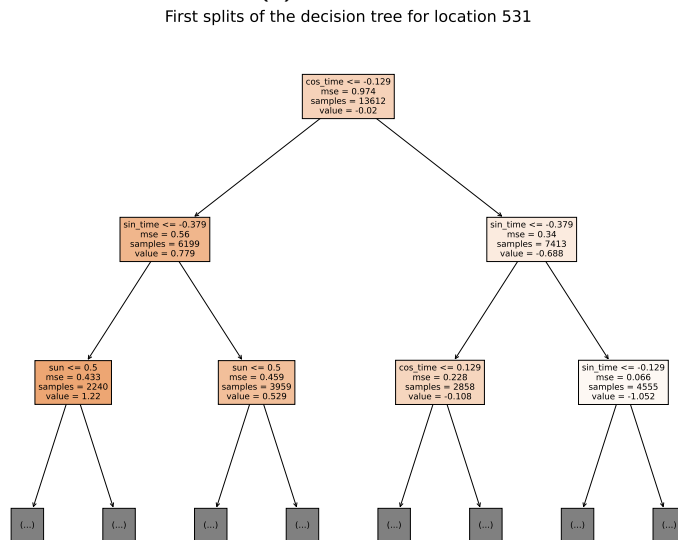 First splits of the decision tree for location 531
cos_time <= -0.129
mse = 0.974
samples = 13612
value = -0.02
sin_time <= -0.379
mse = 0.56
samples = 6199
value = 0.779
sin_time <= -0.379
mse = 0.34
samples = 7413
value = -0.688
sun <= 0.5
mse = 0.433
samples = 2240
value = 1.22
sun <= 0.5
mse = 0.459
samples = 3959
value = 0.529
cos_time <= 0.129
mse = 0.228
samples = 2858
value = -0.108
sin_time <= -0.129
mse = 0.066
samples = 4555
value = -1.052
(...)
(...)
(...)
(...)
(...)
(...)
(...)
(...)